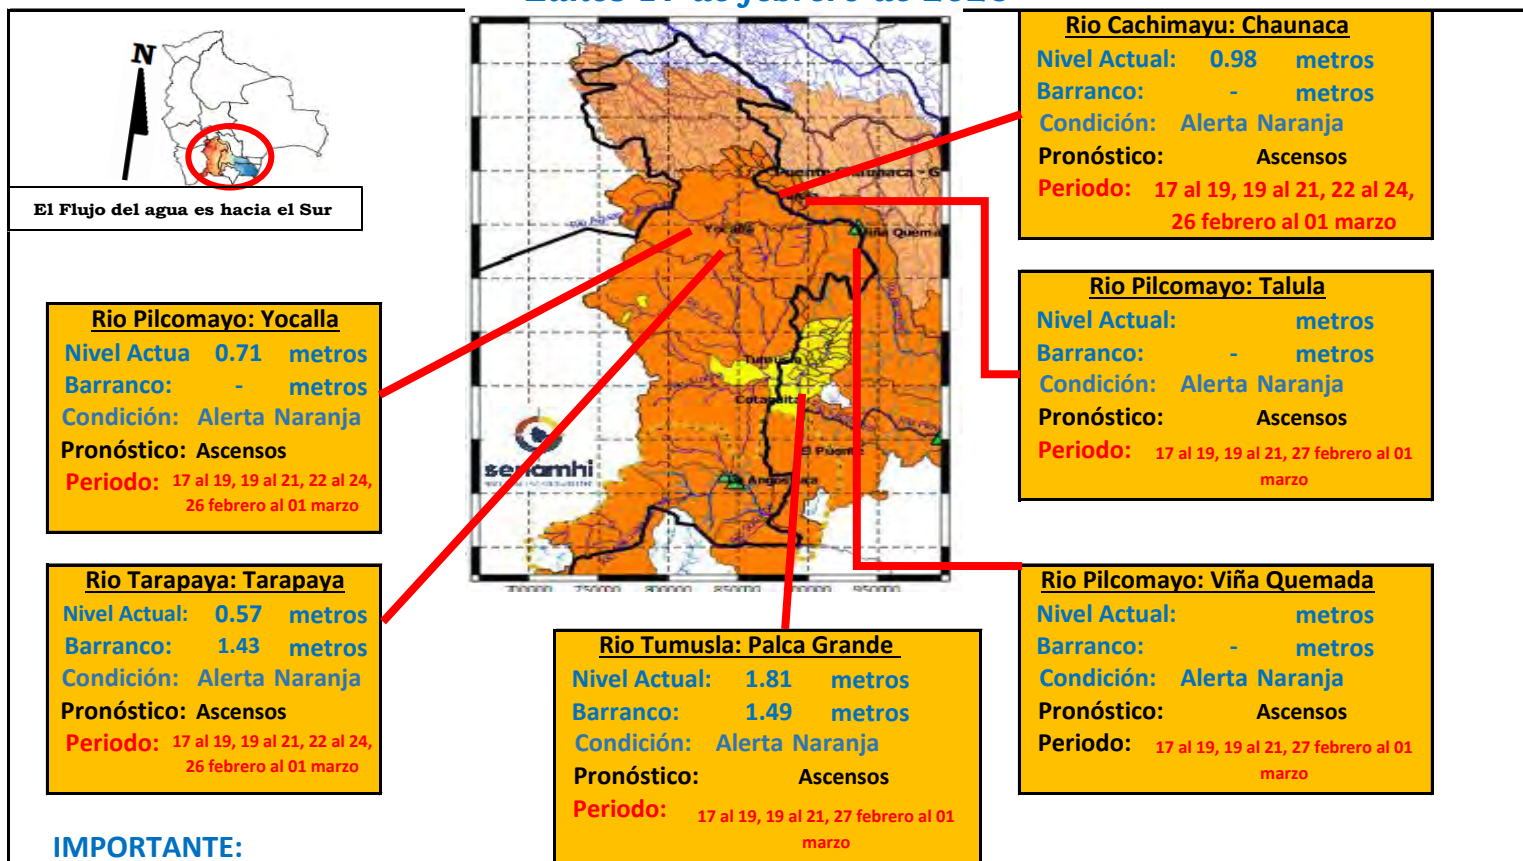 N
El Flujo del agua es hacia el Sur
Rio Cachimayu: Chaunaca
Nivel Actual: 0.98 metros
Barranco: - metros
Condición: Alerta Naranja
Pronóstico: Ascensos
Periodo: 17 al 19, 19 al 21, 22 al 24,
26 febrero al 01 marzo
Rio Pilcomayo: Talula
Nivel Actual: metros
Barranco: - metros
Condición: Alerta Naranja
Pronóstico: Ascensos
Periodo: 17 al 19, 19 al 21, 27 febrero al 01
marzo
Rio Pilcomayo: Yocalla
Nivel Actua 0.71 metros
Barranco: - metros
Condición: Alerta Naranja
Pronóstico: Ascensos
Periodo: 17 al 19, 19 al 21, 22 al 24,
26 febrero al 01 marzo
Rio Tarapaya: Tarapaya
Nivel Actual: 0.57 metros
Barranco: 1.43 metros
Condición: Alerta Naranja
Pronóstico: Ascensos
Periodo: 17 al 19, 19 al 21, 22 al 24,
26 febrero al 01 marzo
Rio Tumusla: Palca Grande
Nivel Actual: 1.81 metros
Barranco: 1.49 metros
Condición: Alerta Naranja
Pronóstico: Ascensos
Periodo: 17 al 19, 19 al 21, 27 febrero al 01
marzo
Rio Pilcomayo: Viña Quemada
Nivel Actual: metros
Barranco: - metros
Condición: Alerta Naranja
Pronóstico: Ascensos
Periodo: 17 al 19, 19 al 21, 27 febrero al 01
marzo
Puente Chaunaca - G
Yocalla
Viña Quema
Tumusla
Cotagaita
El Puente
Angostura
senamhi
750000 800000 850000 950000
IMPORTANTE: